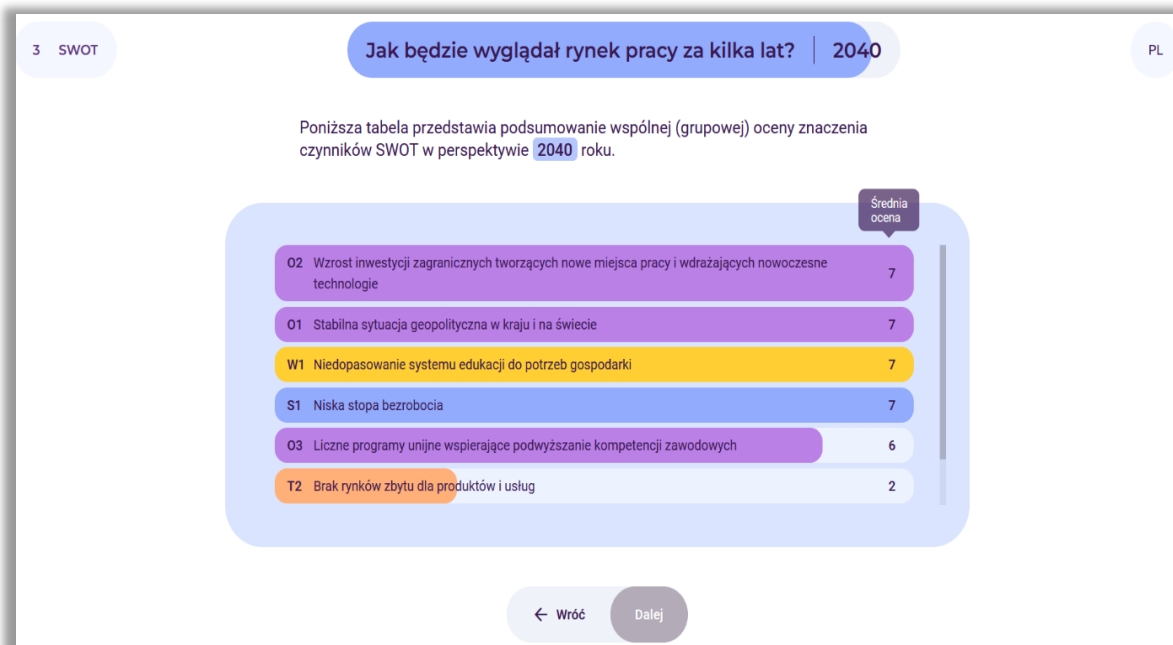 3 SWOT
Jak będzie wyglądał rynek pracy za kilka lat? | 2040
PL
Poniższa tabela przedstawia podsumowanie wspólnej (grupowej) oceny znaczenia
czynników SWOT w perspektywie 2040 roku.
Średnia
ocena
O2 Wzrost inwestycji zagranicznych tworzących nowe miejsca pracy i wdrażających nowoczesne
technologie 7
O1 Stabilna sytuacja geopolityczna w kraju i na świecie 7
W1 Niedopasowanie systemu edukacji do potrzeb gospodarki 7
S1 Niska stopa bezrobocia 7
O3 Liczne programy unijne wspierające podwyższanie kompetencji zawodowych 6
T2 Brak rynków zbytu dla produktów i usług 2
← Wróć Dalej